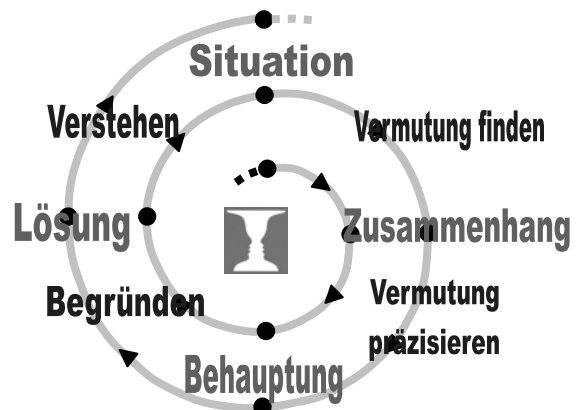 Situation
Verstehen
Vermutung finden
Lösung
Zusammenhang
Begründen
Vermutung
präzisieren
Behauptung